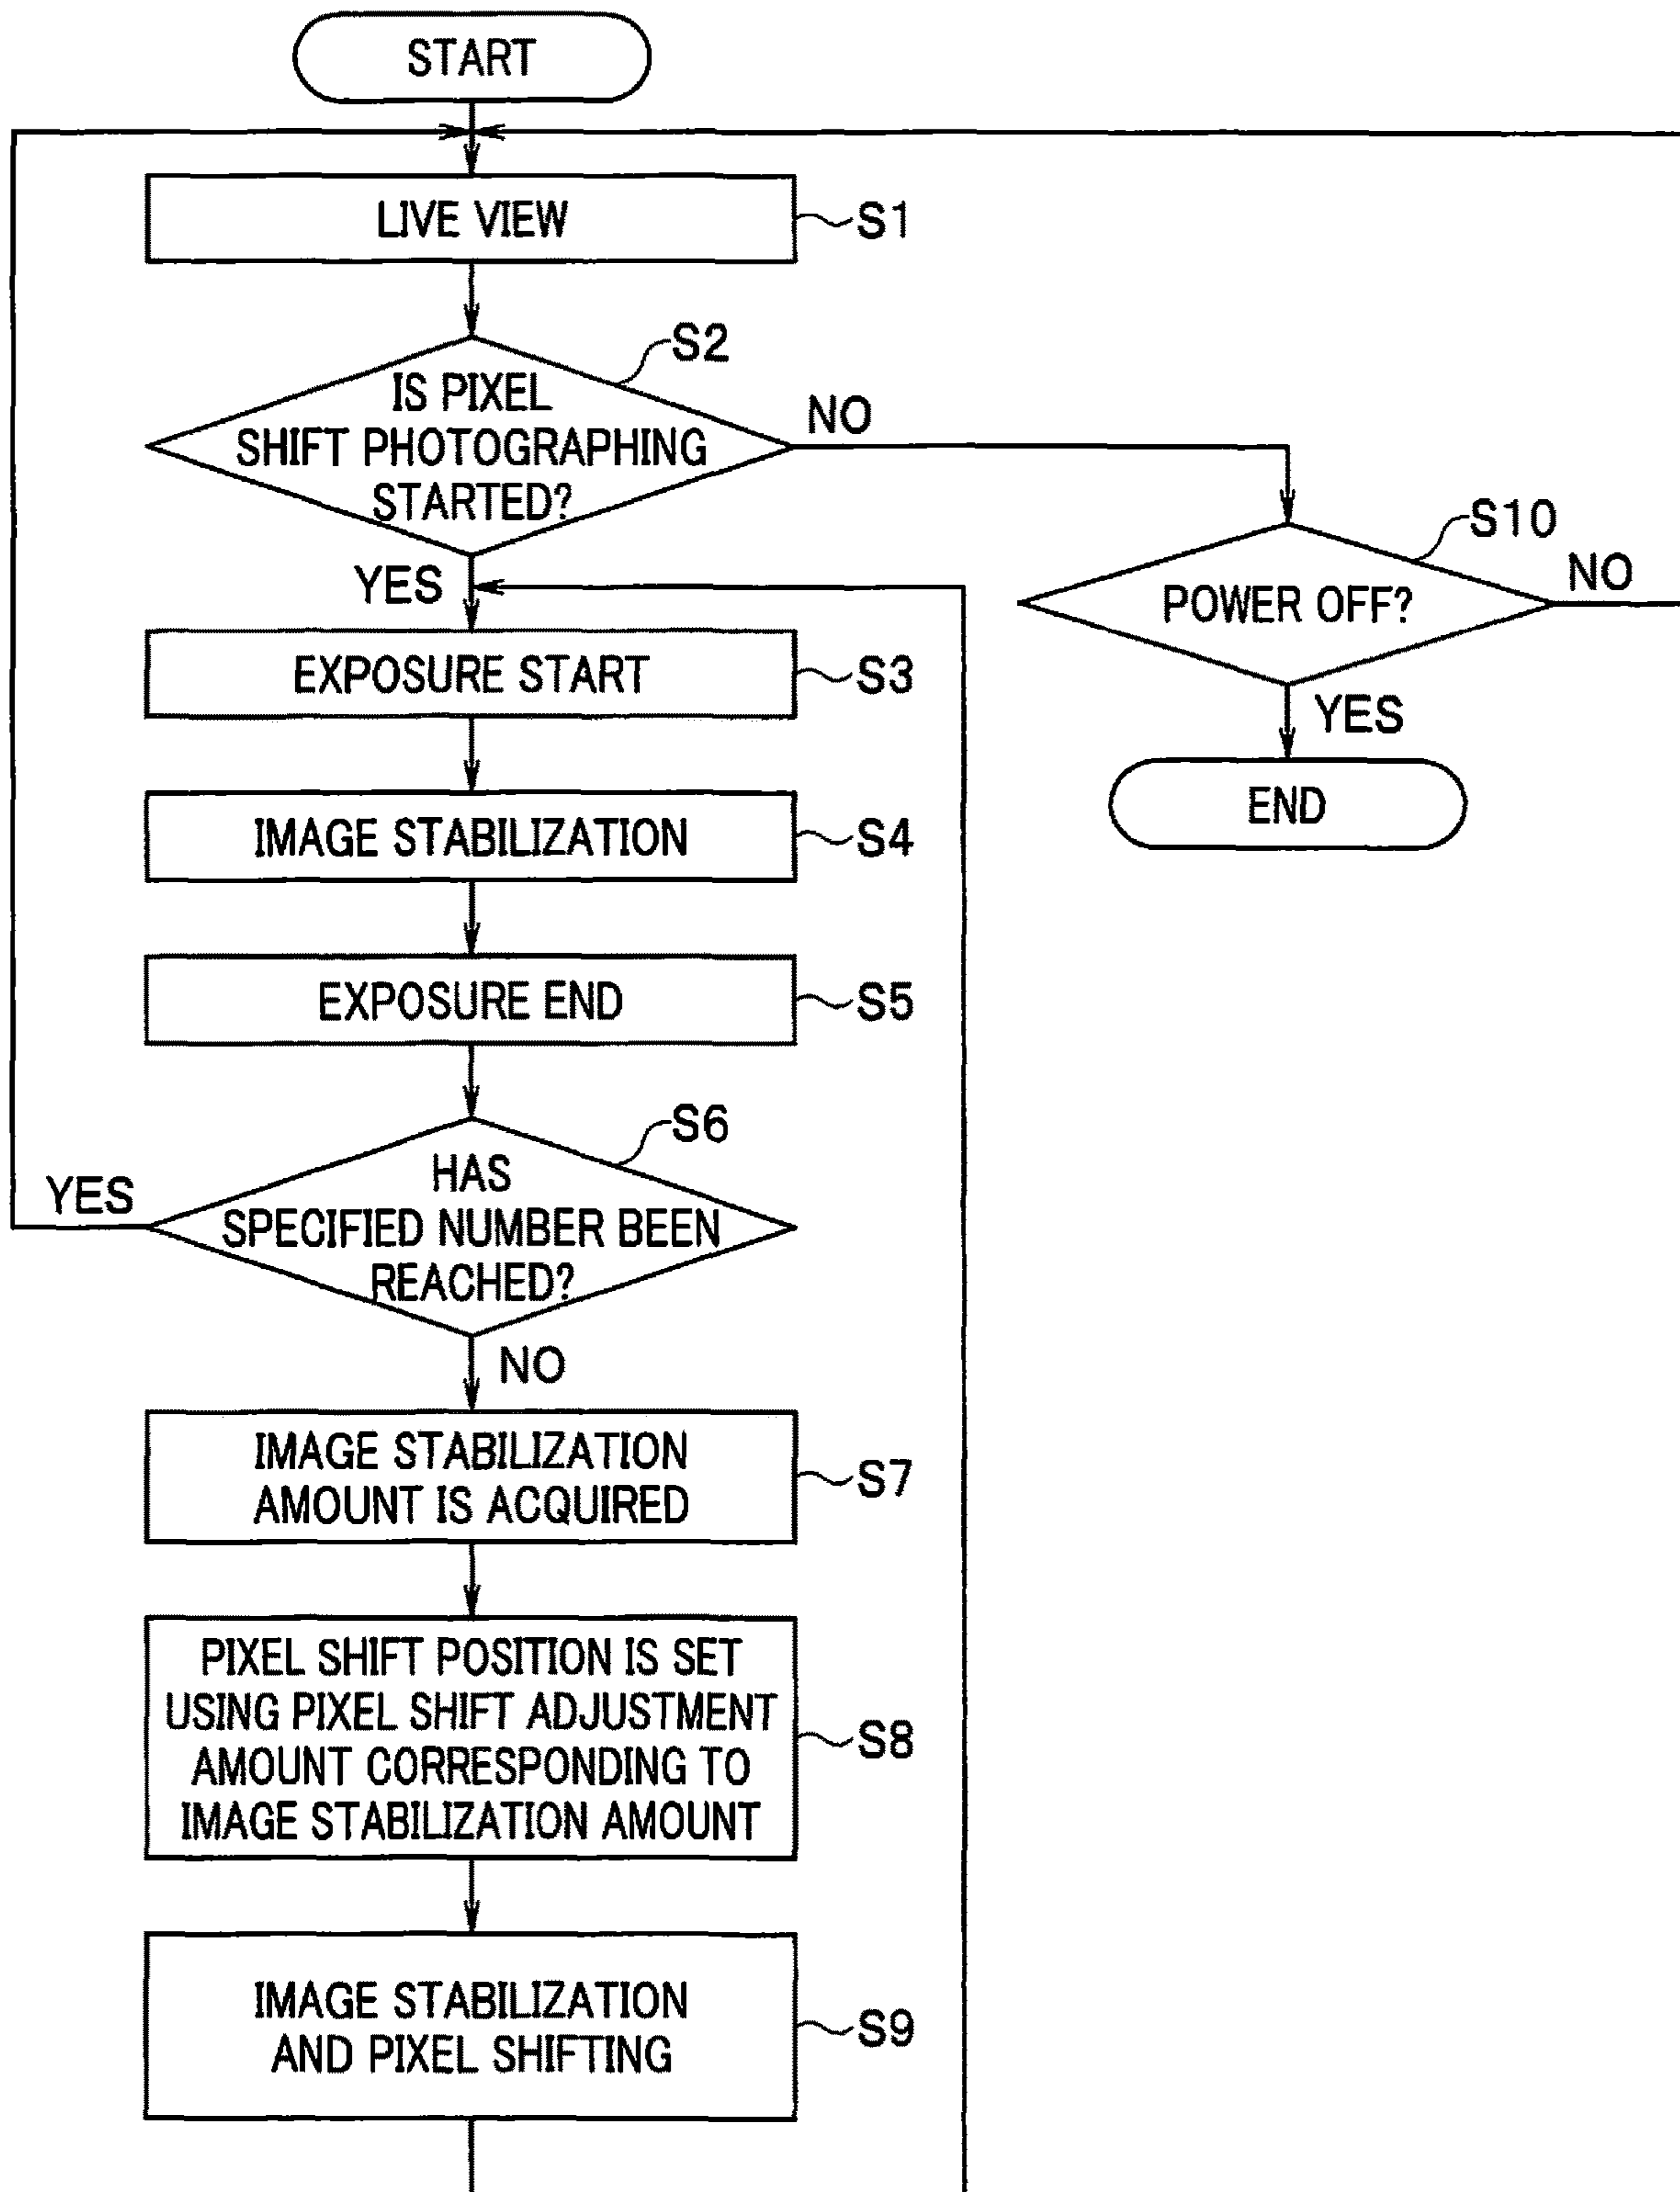 START
LIVE VIEW
S1
S2
IS PIXEL
SHIFT PHOTOGRAPHING
STARTED?
NO
YES
S10
POWER OFF?
NO
YES
END
EXPOSURE START
S3
IMAGE STABILIZATION
S4
EXPOSURE END
S5
S6
HAS
SPECIFIED NUMBER BEEN
REACHED?
YES
NO
IMAGE STABILIZATION
AMOUNT IS ACQUIRED
S7
PIXEL SHIFT POSITION IS SET
USING PIXEL SHIFT ADJUSTMENT
AMOUNT CORRESPONDING TO
IMAGE STABILIZATION AMOUNT
S8
IMAGE STABILIZATION
AND PIXEL SHIFTING
S9